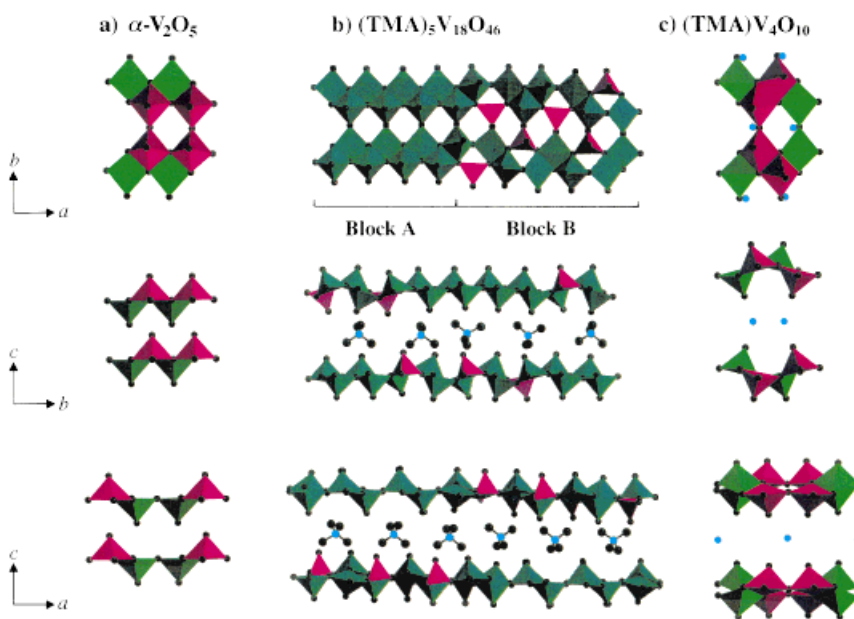 a) α-V₂O₅ b) (TMA)₅V₁₈O₄₆ c) (TMA)V₄O₁₀
b
a
Block A Block B
c
b
c
a